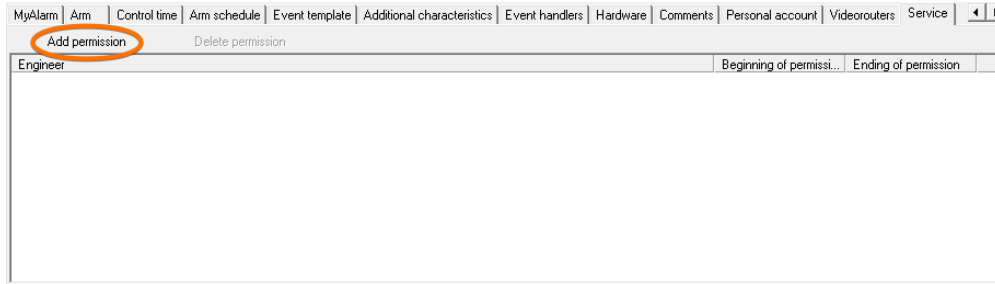 MyAlarm Arm Control time Arm schedule Event template Additional characteristics Event handlers Hardware Comments Personal account Videorouters Service
Add permission Delete permission
Engineer Beginning of permissi... Ending of permission